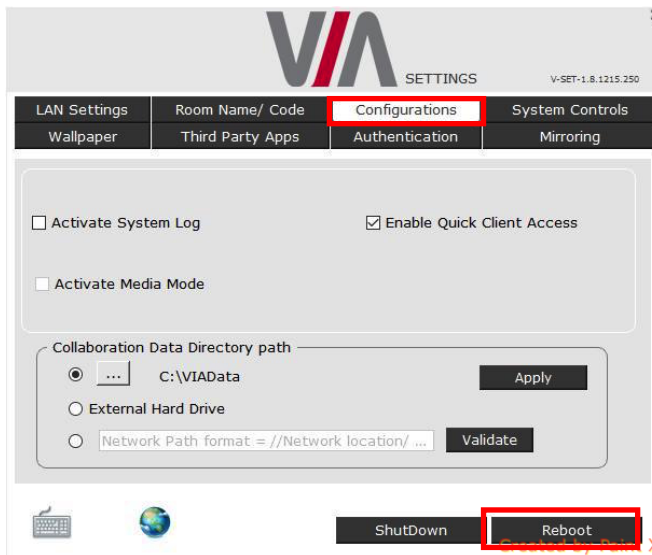 VIA
SETTINGS
V-SET-1.8.1215.250
LAN Settings
Room Name/ Code
Configurations
System Controls
Wallpaper
Third Party Apps
Authentication
Mirroring
Activate System Log
Enable Quick Client Access
Activate Media Mode
Collaboration Data Directory path
...
C:\VIAData
Apply
External Hard Drive
Network Path format = //Network location/ ...
Validate
ShutDown
Reboot
Created by Paint X